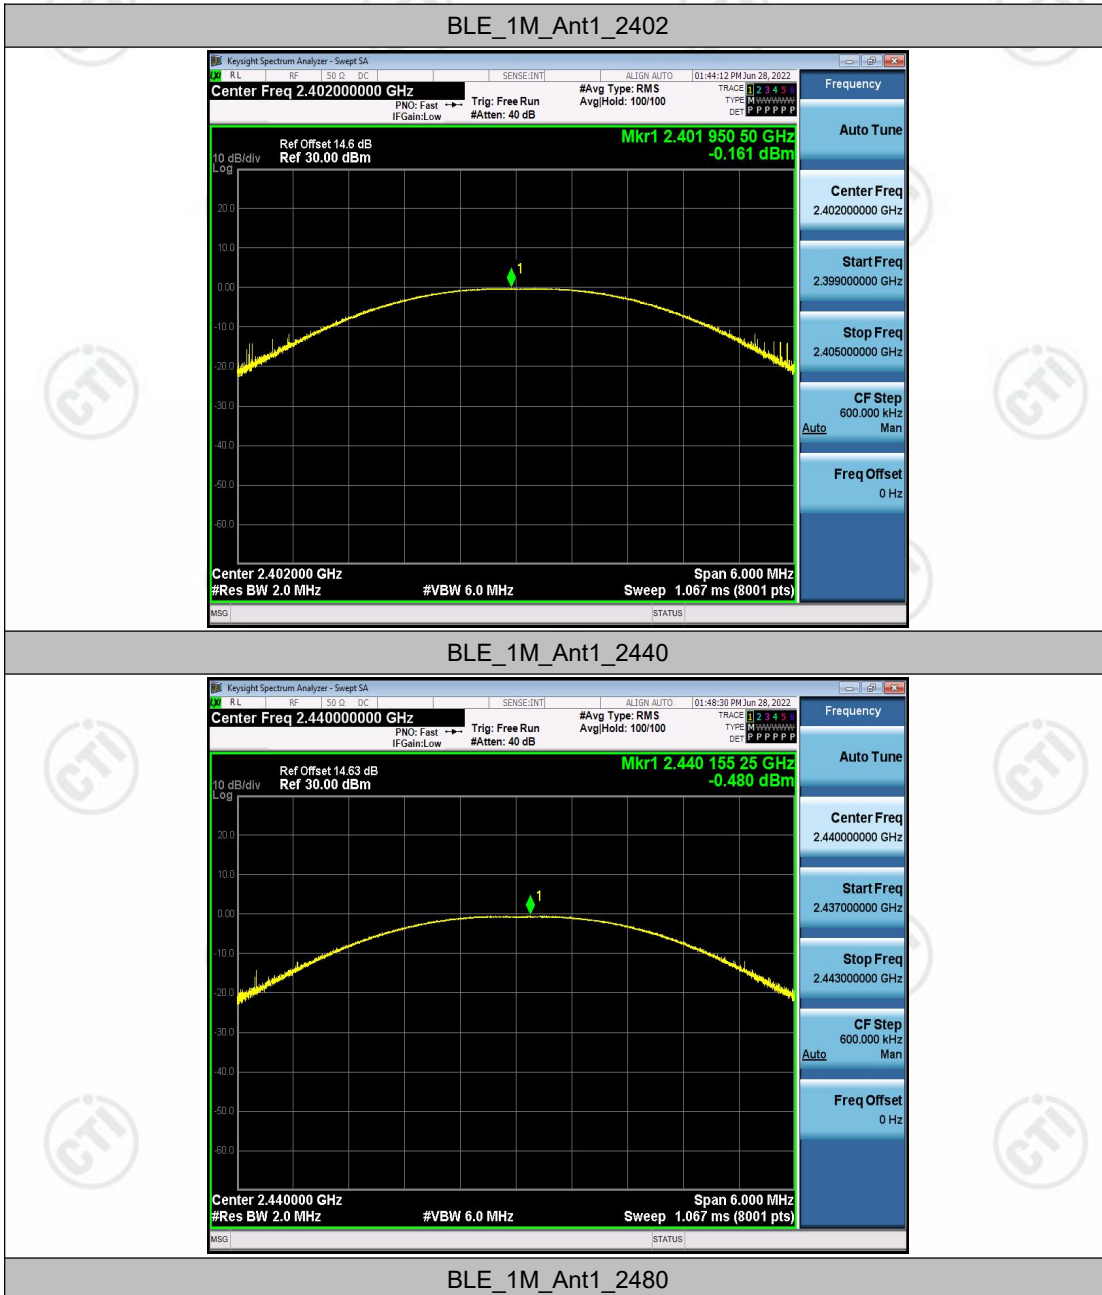 BLE_1M_Ant1_2402
Keysight Spectrum Analyzer - Swept SA
LXI RL RF 50 Ω DC SENSE:INT ALIGN AUTO 01:44:12 PM Jun 28, 2022
Center Freq 2.402000000 GHz #Avg Type: RMS TRACE 1 2 3 4 5 6 Frequency
PNO: Fast Trig: Free Run Avg|Hold: 100/100 TYPE M WWWWW
IFGain:Low #Atten: 40 dB DET P P P P P P
Auto Tune
Mkr1 2.401 950 50 GHz
Ref Offset 14.6 dB
10 dB/div Ref 30.00 dBm -0.161 dBm
Log
Center Freq
2.402000000 GHz
20.0
10.0
Start Freq
2.399000000 GHz
1
0.00
-10.0
Stop Freq
2.405000000 GHz
-20.0
CF Step
600.000 kHz
Auto Man
-30.0
-40.0
Freq Offset
0 Hz
-50.0
-60.0
Center 2.402000 GHz Span 6.000 MHz
#Res BW 2.0 MHz #VBW 6.0 MHz Sweep 1.067 ms (8001 pts)
MSG STATUS
BLE_1M_Ant1_2440
Keysight Spectrum Analyzer - Swept SA
LXI RL RF 50 Ω DC SENSE:INT ALIGN AUTO 01:48:30 PM Jun 28, 2022
Center Freq 2.440000000 GHz #Avg Type: RMS TRACE 1 2 3 4 5 6 Frequency
PNO: Fast Trig: Free Run Avg|Hold: 100/100 TYPE M WWWWW
IFGain:Low #Atten: 40 dB DET P P P P P P
Auto Tune
Mkr1 2.440 155 25 GHz
Ref Offset 14.63 dB
10 dB/div Ref 30.00 dBm -0.480 dBm
Log
Center Freq
2.440000000 GHz
20.0
10.0
Start Freq
2.437000000 GHz
1
0.00
-10.0
Stop Freq
2.443000000 GHz
-20.0
CF Step
600.000 kHz
Auto Man
-30.0
-40.0
Freq Offset
0 Hz
-50.0
-60.0
Center 2.440000 GHz Span 6.000 MHz
#Res BW 2.0 MHz #VBW 6.0 MHz Sweep 1.067 ms (8001 pts)
MSG STATUS
BLE_1M_Ant1_2480
CTI
CTI
CTI
CTI
CTI
CTI